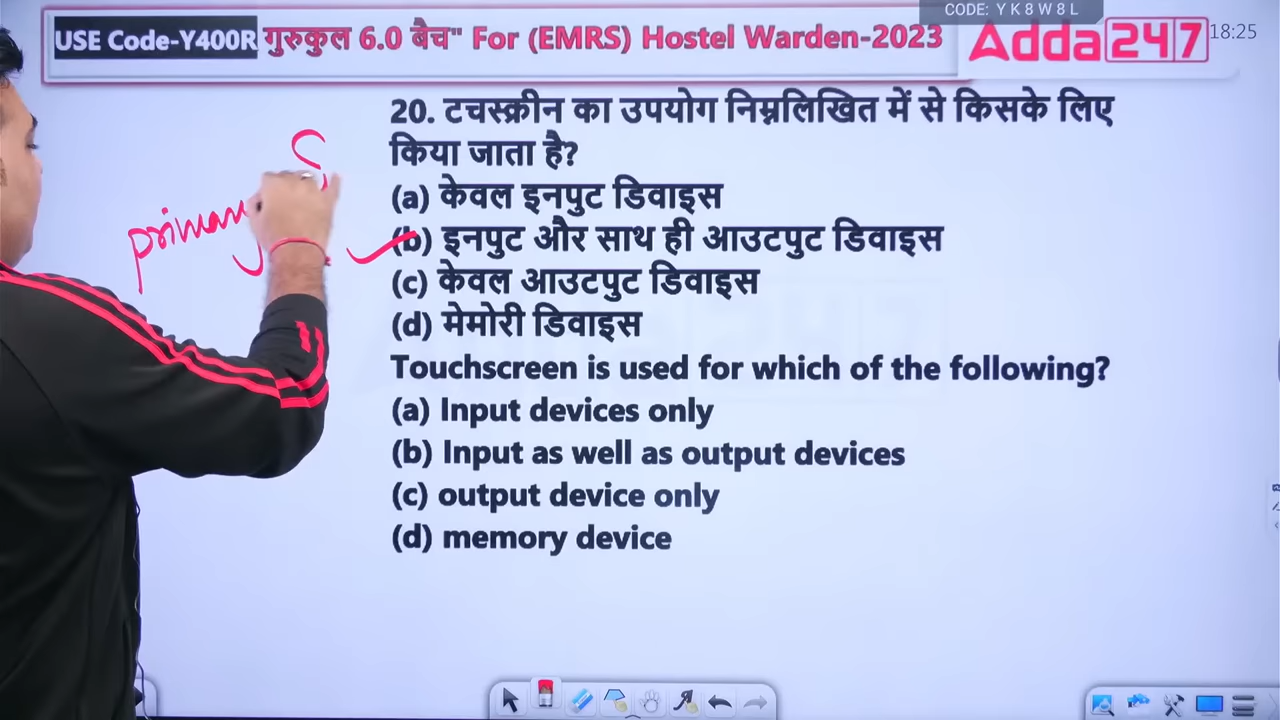 CODE: Y K 8 W 8 L
USE Code-Y400R गुरुकुल 6.0 बैच" For (EMRS) Hostel Warden-2023
Adda 247
18:25
20. टचस्क्रीन का उपयोग निम्नलिखित में से किसके लिए
किया जाता है?
(a) केवल इनपुट डिवाइस
(b) इनपुट और साथ ही आउटपुट डिवाइस
(c) केवल आउटपुट डिवाइस
(d) मेमोरी डिवाइस
primary
Touchscreen is used for which of the following?
(a) Input devices only
(b) Input as well as output devices
(c) output device only
(d) memory device